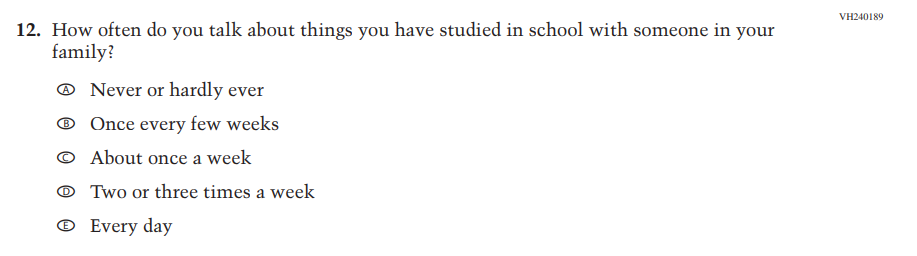 VH240189
12. How often do you talk about things you have studied in school with someone in your
family?
Ⓐ Never or hardly ever
Ⓑ Once every few weeks
Ⓒ About once a week
Ⓓ Two or three times a week
Ⓔ Every day